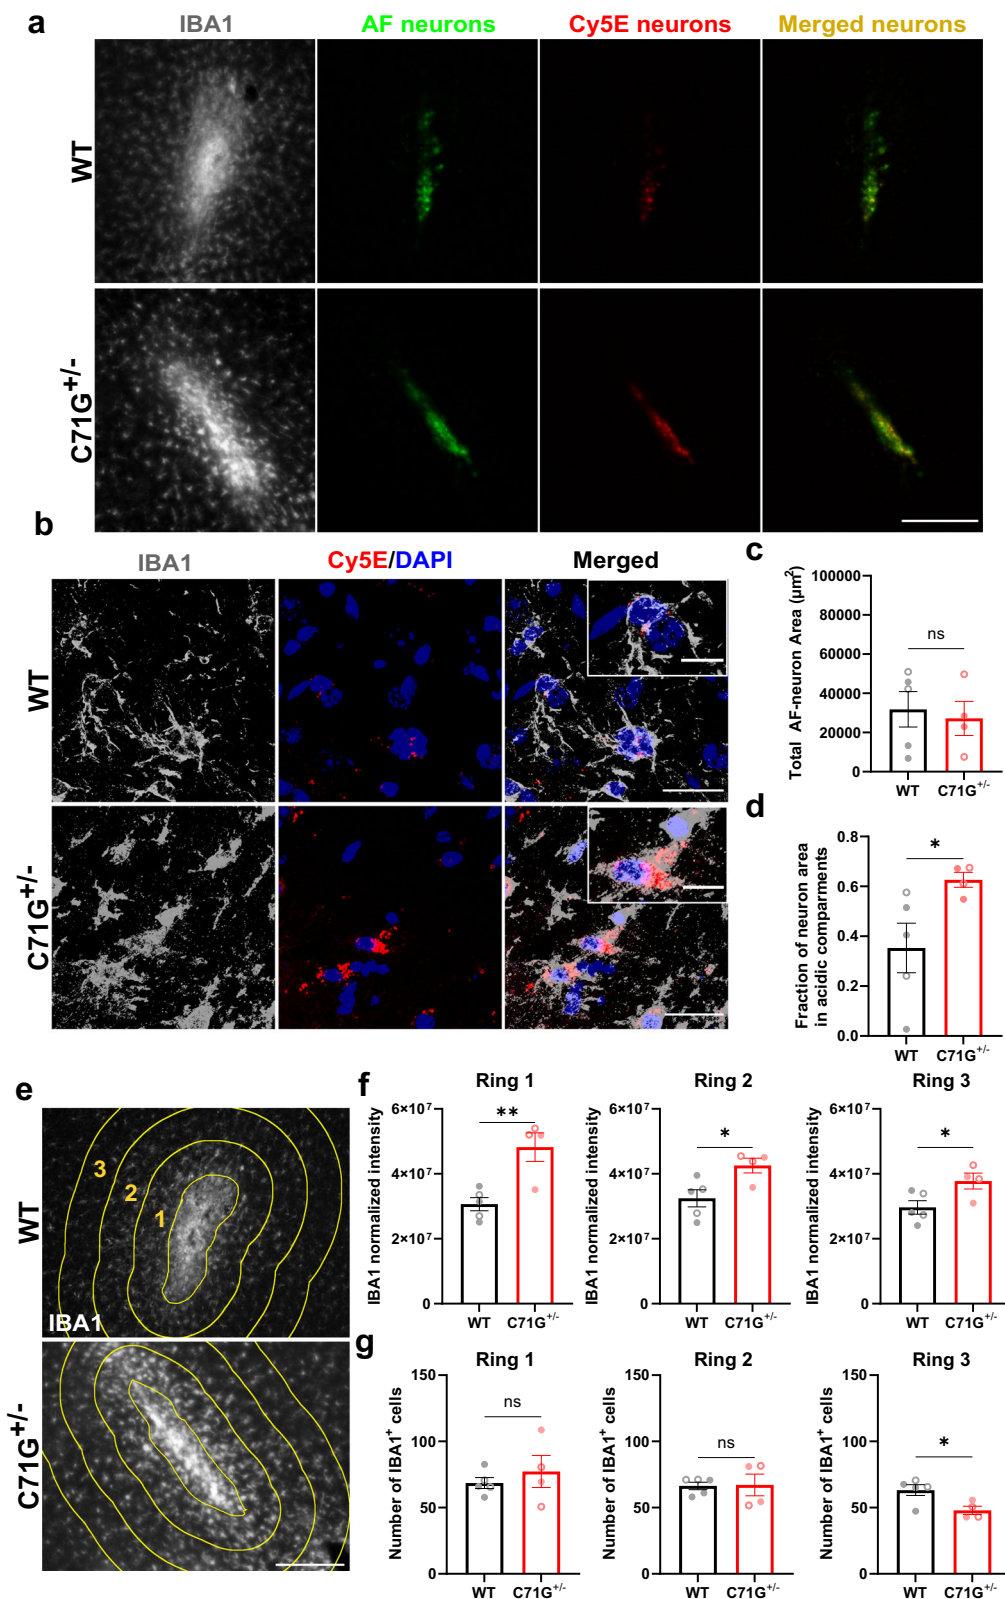 a
IBA1
AF neurons
Cy5E neurons
Merged neurons
WT
C71G+/-
b
IBA1
Cy5E/DAPI
Merged
WT
C71G+/-
c
Total AF-neuron Area (µm²)
100000
80000
60000
40000
20000
0
ns
WT
C71G+/-
d
Fraction of neuron area
in acidic comparments
0.8
0.6
0.4
0.2
0.0
*
WT
C71G+/-
e
WT
3
2
1
IBA1
C71G+/-
f
Ring 1
IBA1 normalized intensity
6×10⁷
4×10⁷
2×10⁷
0
**
WT
C71G+/-
Ring 2
IBA1 normalized intensity
6×10⁷
4×10⁷
2×10⁷
0
*
WT
C71G+/-
Ring 3
IBA1 normalized intensity
6×10⁷
4×10⁷
2×10⁷
0
*
WT
C71G+/-
g
Ring 1
Number of IBA1⁺ cells
150
100
50
0
ns
WT
C71G+/-
Ring 2
Number of IBA1⁺ cells
150
100
50
0
ns
WT
C71G+/-
Ring 3
Number of IBA1⁺ cells
150
100
50
0
*
WT
C71G+/-